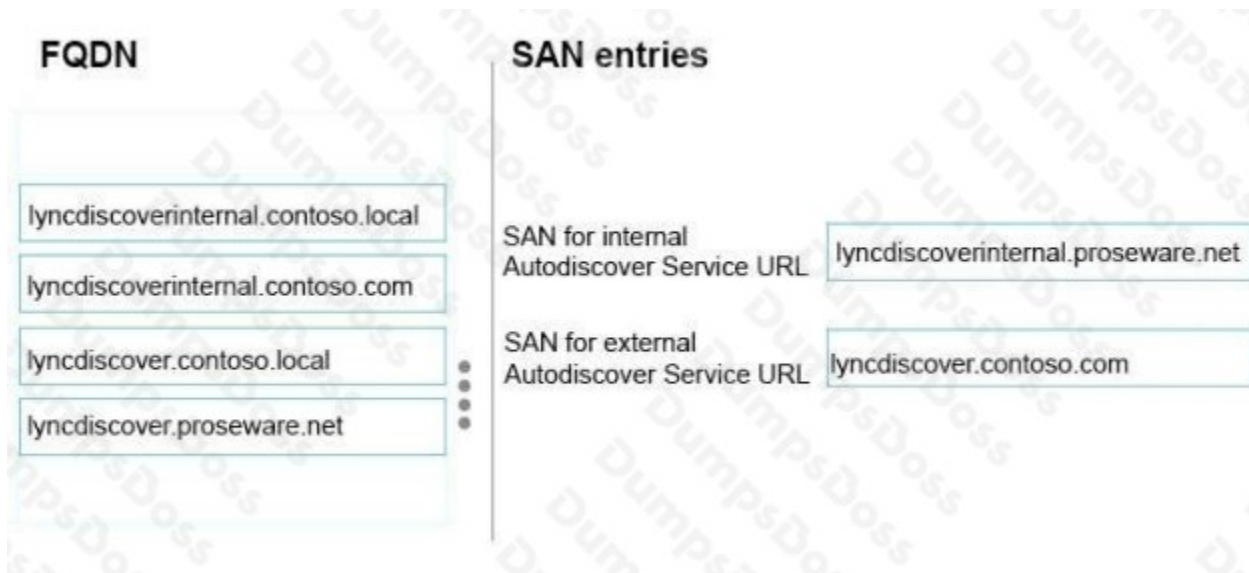 FQDN
SAN entries
lyncdiscoverinternal.contoso.local
lyncdiscoverinternal.contoso.com
lyncdiscover.contoso.local
lyncdiscover.proseware.net
SAN for internal
Autodiscover Service URL
lyncdiscoverinternal.proseware.net
SAN for external
Autodiscover Service URL
lyncdiscover.contoso.com
DumpsDoss